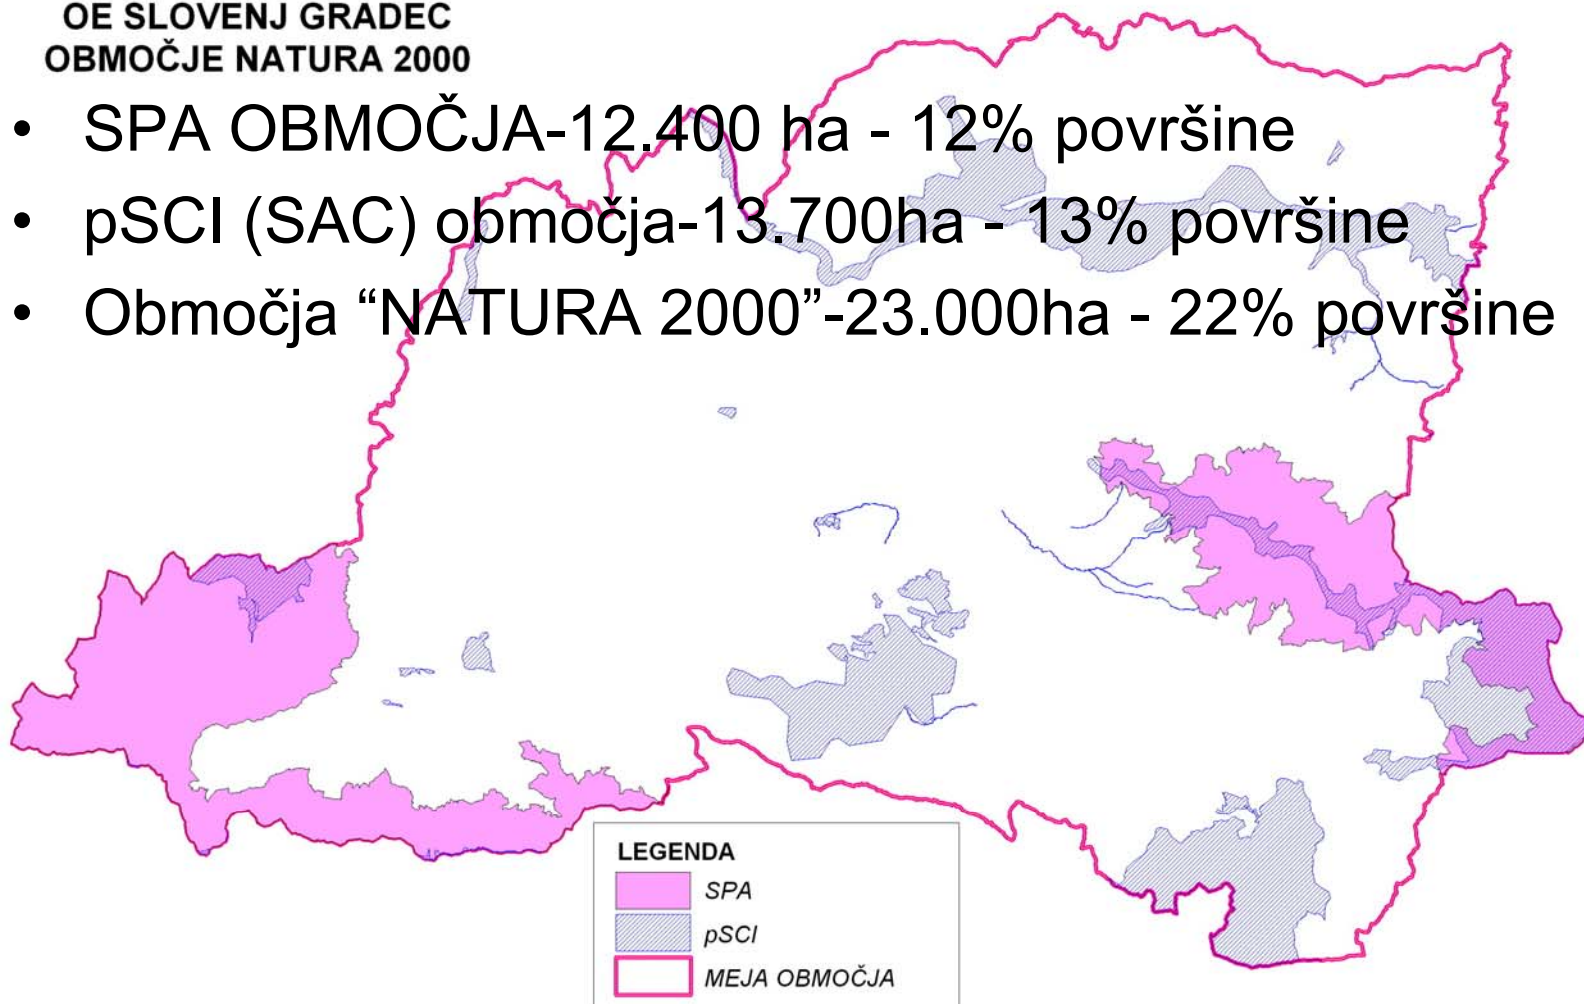 OE SLOVENJ GRADEC
OBMOČJE NATURA 2000
• SPA OBMOČJA-12.400 ha - 12% površine
• pSCI (SAC) območja-13.700ha - 13% površine
• Območja “NATURA 2000”-23.000ha - 22% površine
LEGENDA
SPA
pSCI
MEJA OBMOČJA